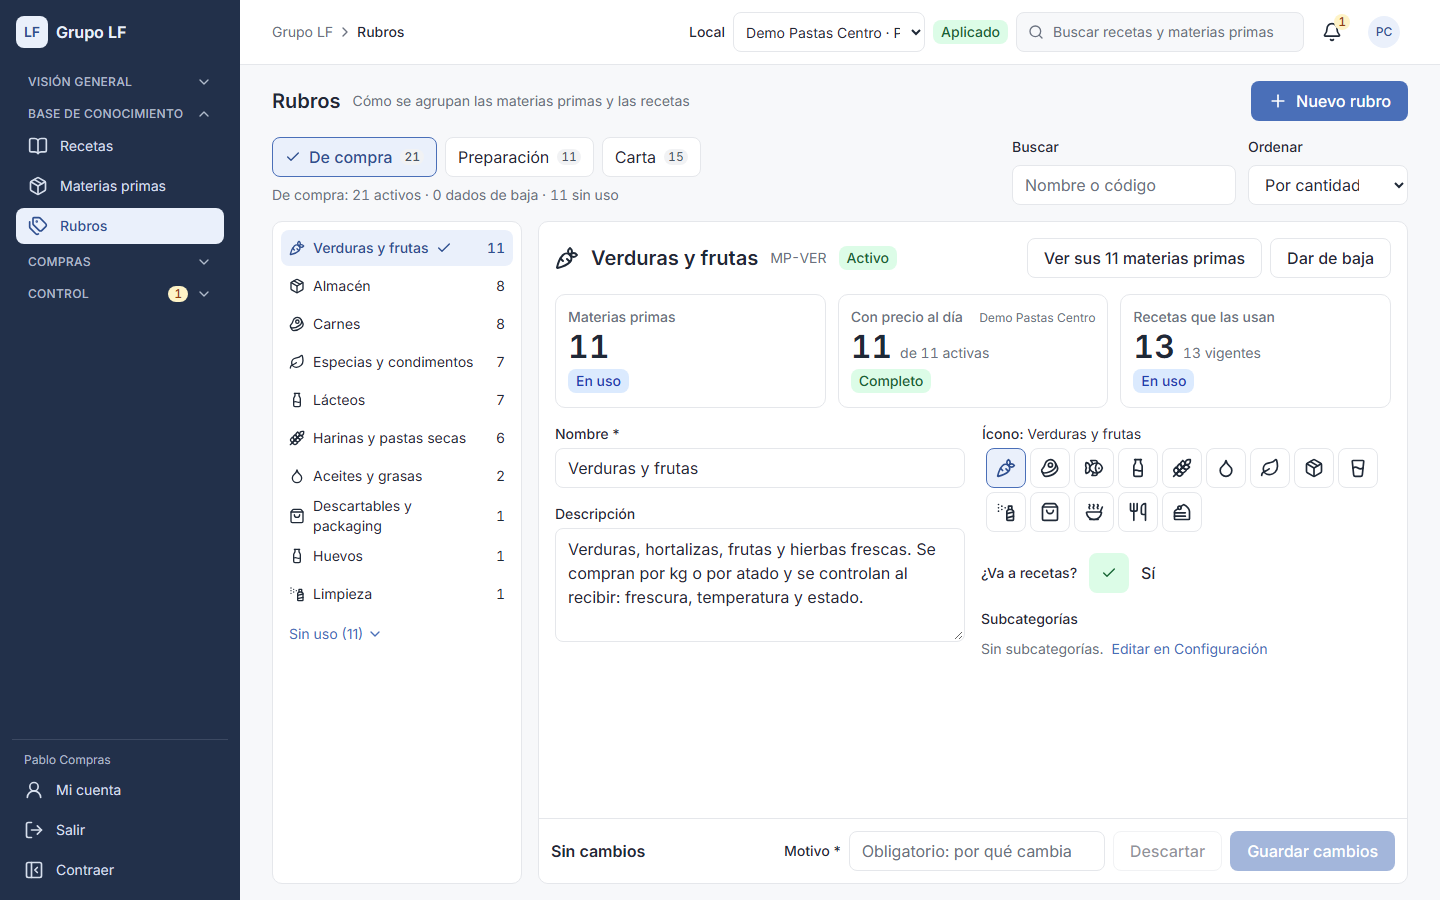 LF Grupo LF
VISIÓN GENERAL
BASE DE CONOCIMIENTO
Recetas
Materias primas
Rubros
COMPRAS
CONTROL 1
Pablo Compras
Mi cuenta
Salir
Contraer
Grupo LF > Rubros
Local Demo Pastas Centro · P Aplicado Buscar recetas y materias primas 1 PC
Rubros Cómo se agrupan las materias primas y las recetas
+ Nuevo rubro
De compra 21 Preparación 11 Carta 15
De compra: 21 activos · 0 dados de baja · 11 sin uso
Buscar
Nombre o código
Ordenar
Por cantidad
Verduras y frutas 11
Almacén 8
Carnes 8
Especias y condimentos 7
Lácteos 7
Harinas y pastas secas 6
Aceites y grasas 2
Descartables y
packaging 1
Huevos 1
Limpieza 1
Sin uso (11)
Verduras y frutas MP-VER Activo
Ver sus 11 materias primas Dar de baja
Materias primas
11
En uso
Con precio al día Demo Pastas Centro
11 de 11 activas
Completo
Recetas que las usan
13 13 vigentes
En uso
Nombre *
Verduras y frutas
Descripción
Verduras, hortalizas, frutas y hierbas frescas. Se
compran por kg o por atado y se controlan al
recibir: frescura, temperatura y estado.
Ícono: Verduras y frutas
¿Va a recetas? Sí
Subcategorías
Sin subcategorías. Editar en Configuración
Sin cambios
Motivo * Obligatorio: por qué cambia Descartar Guardar cambios